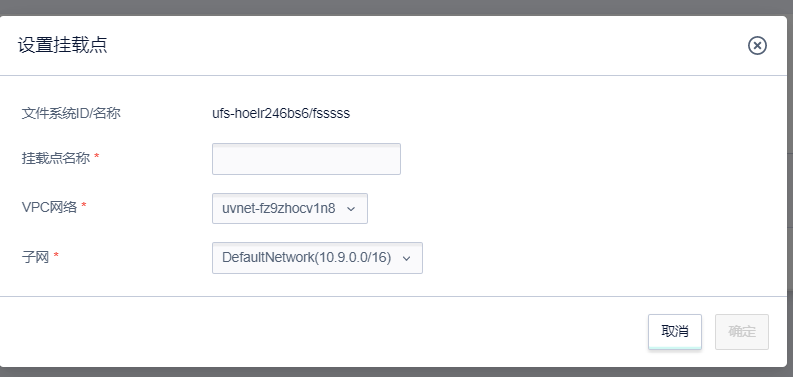 设置挂载点
文件系统ID/名称 ufs-hoelr246bs6/fsssss
挂载点名称 *
VPC网络 * uvnet-fz9zhocv1n8
子网 * DefaultNetwork(10.9.0.0/16)
取消 确定